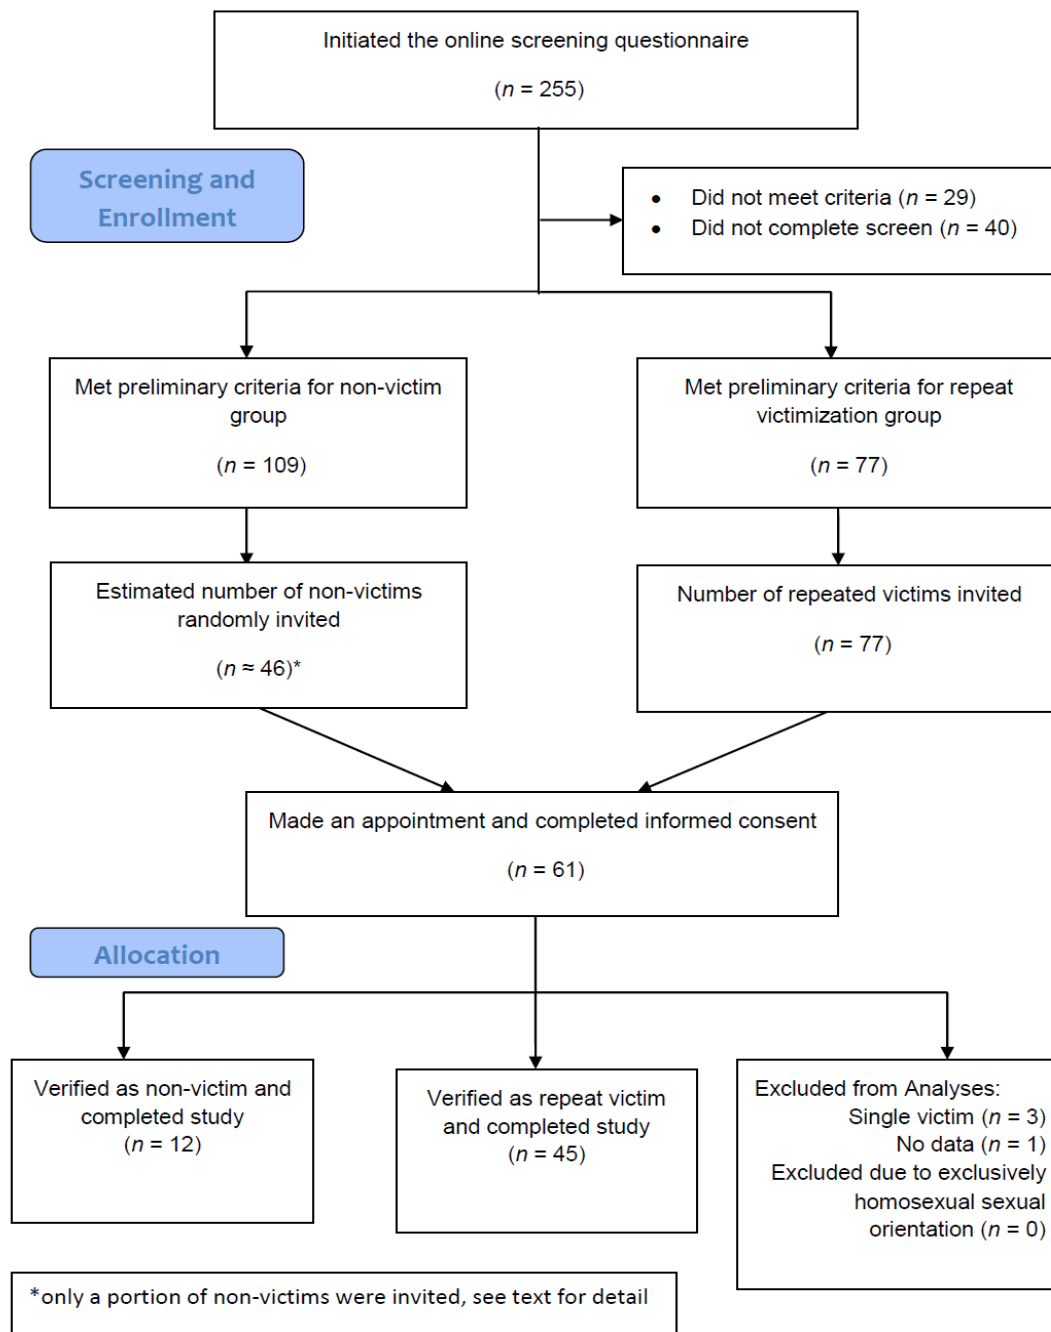 Initiated the online screening questionnaire
(n = 255)
Screening and
Enrollment
• Did not meet criteria (n = 29)
• Did not complete screen (n = 40)
Met preliminary criteria for non-victim
group
(n = 109)
Met preliminary criteria for repeat
victimization group
(n = 77)
Estimated number of non-victims
randomly invited
(n ≈ 46)*
Number of repeated victims invited
(n = 77)
Made an appointment and completed informed consent
(n = 61)
Allocation
Verified as non-victim and
completed study
(n = 12)
Verified as repeat victim
and completed study
(n = 45)
Excluded from Analyses:
Single victim (n = 3)
No data (n = 1)
Excluded due to exclusively
homosexual sexual
orientation (n = 0)
*only a portion of non-victims were invited, see text for detail